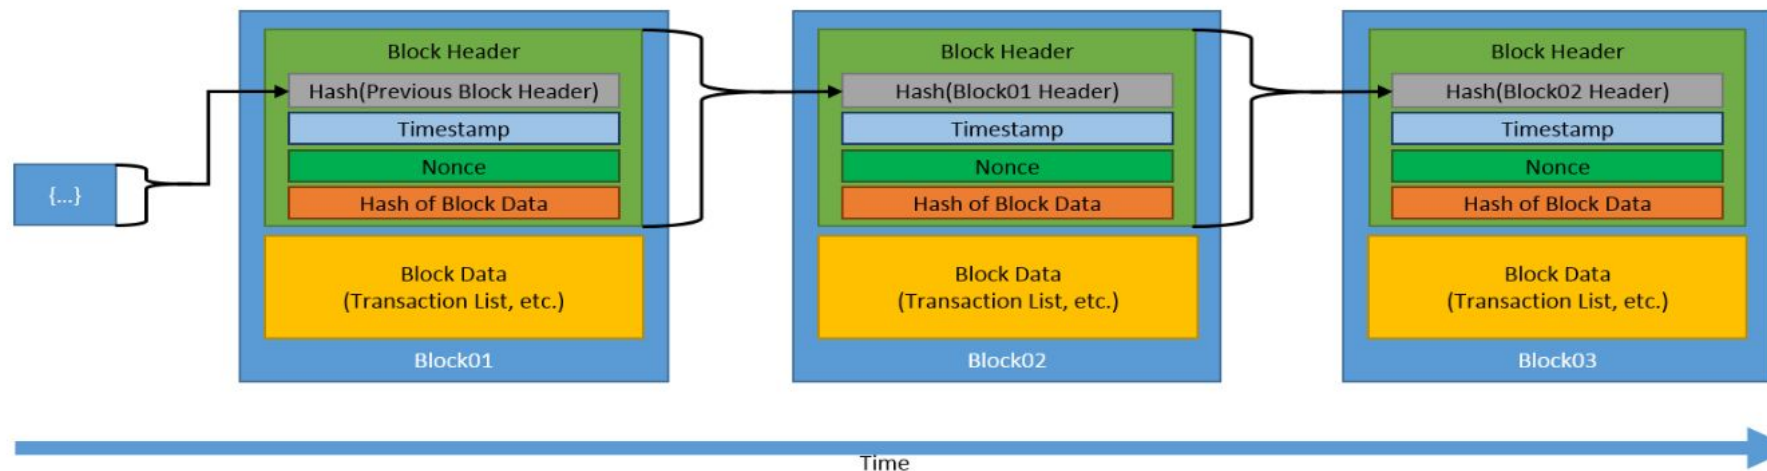 {...}
Block Header
Hash(Previous Block Header)
Timestamp
Nonce
Hash of Block Data
Block Data
(Transaction List, etc.)
Block01
Block Header
Hash(Block01 Header)
Timestamp
Nonce
Hash of Block Data
Block Data
(Transaction List, etc.)
Block02
Block Header
Hash(Block02 Header)
Timestamp
Nonce
Hash of Block Data
Block Data
(Transaction List, etc.)
Block03
Time